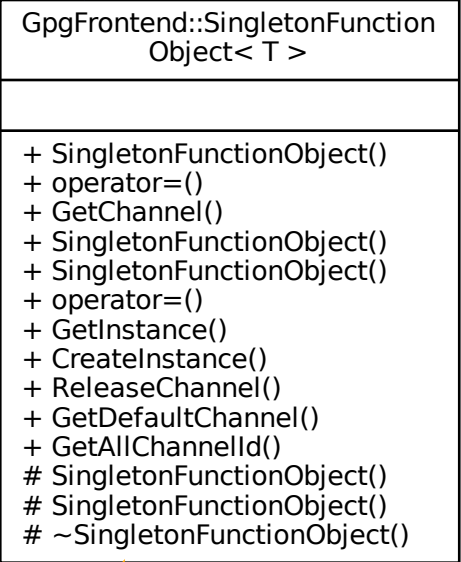 GpgFrontend::SingletonFunction
Object< T >
+ SingletonFunctionObject()
+ operator=()
+ GetChannel()
+ SingletonFunctionObject()
+ SingletonFunctionObject()
+ operator=()
+ GetInstance()
+ CreateInstance()
+ ReleaseChannel()
+ GetDefaultChannel()
+ GetAllChannelId()
# SingletonFunctionObject()
# SingletonFunctionObject()
# ~SingletonFunctionObject()